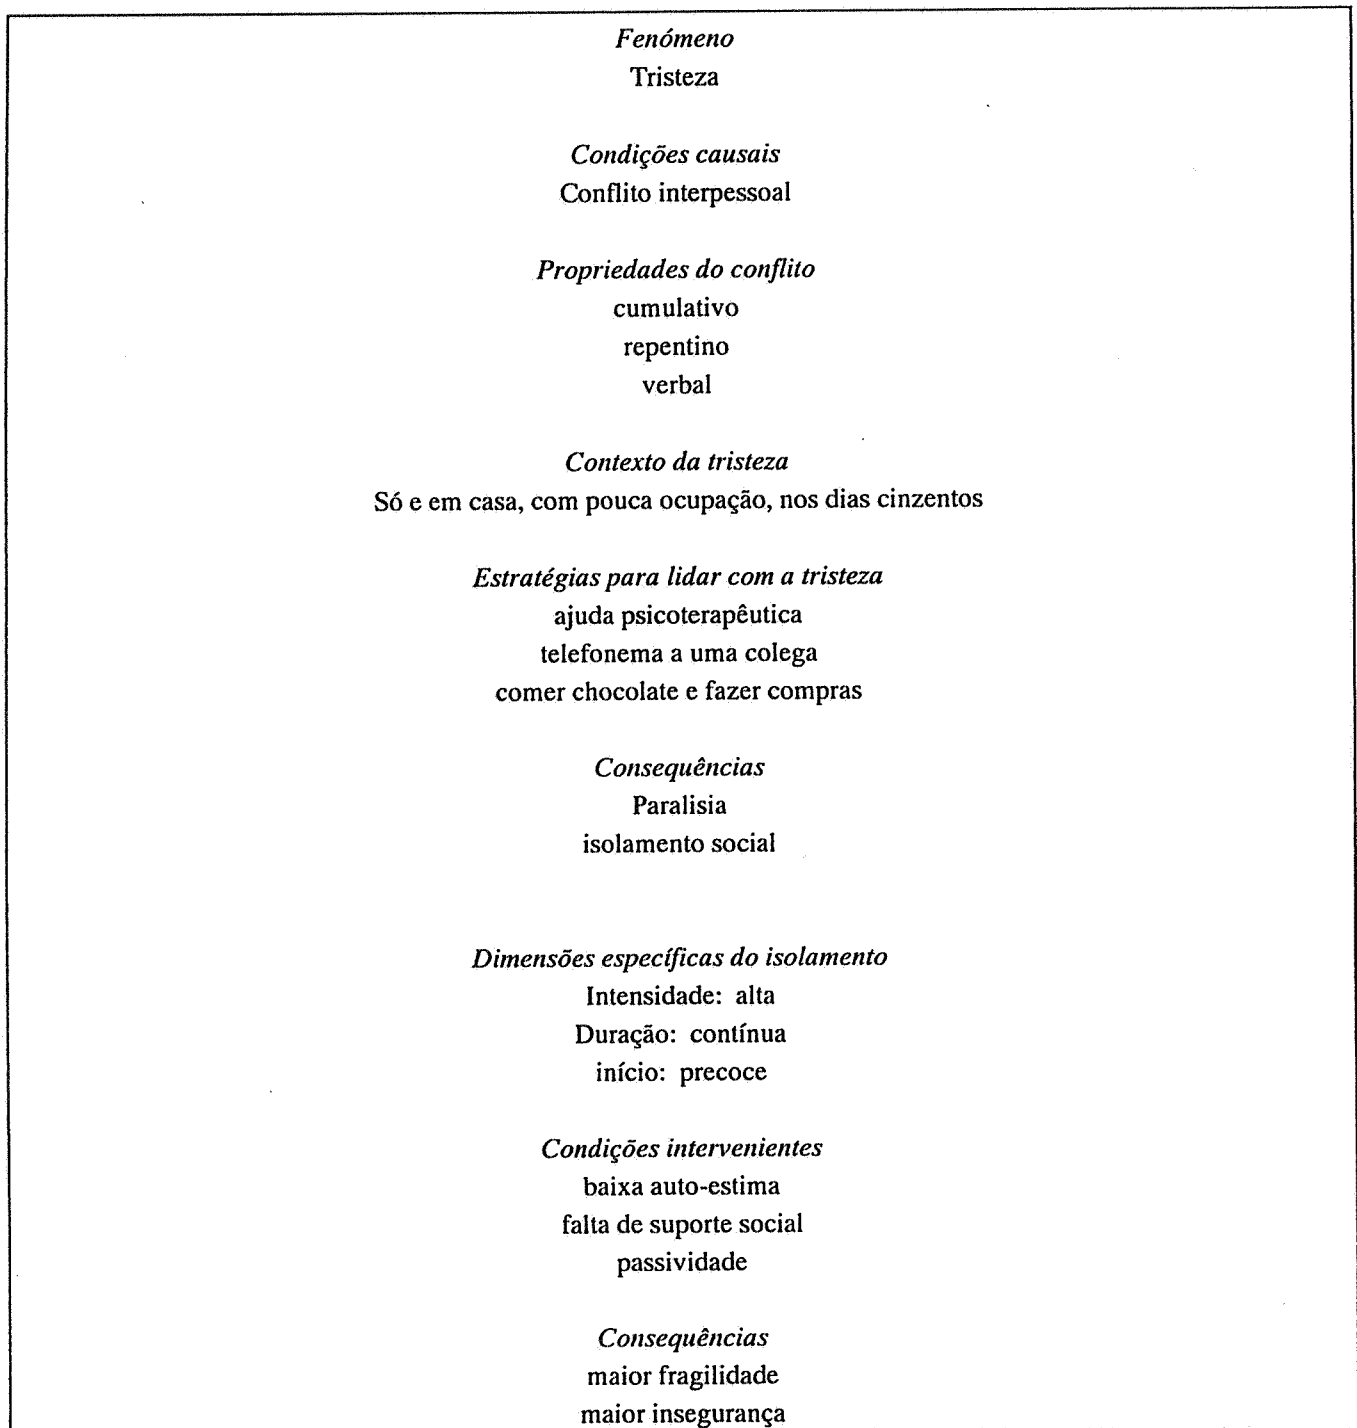 Fenómeno
Tristeza
Condições causais
Conflito interpessoal
Propriedades do conflito
cumulativo
repentino
verbal
Contexto da tristeza
Só e em casa, com pouca ocupação, nos dias cinzentos
Estratégias para lidar com a tristeza
ajuda psicoterapêutica
telefonema a uma colega
comer chocolate e fazer compras
Consequências
Paralisia
isolamento social
Dimensões específicas do isolamento
Intensidade: alta
Duração: contínua
início: precoce
Condições intervenientes
baixa auto-estima
falta de suporte social
passividade
Consequências
maior fragilidade
maior insegurança